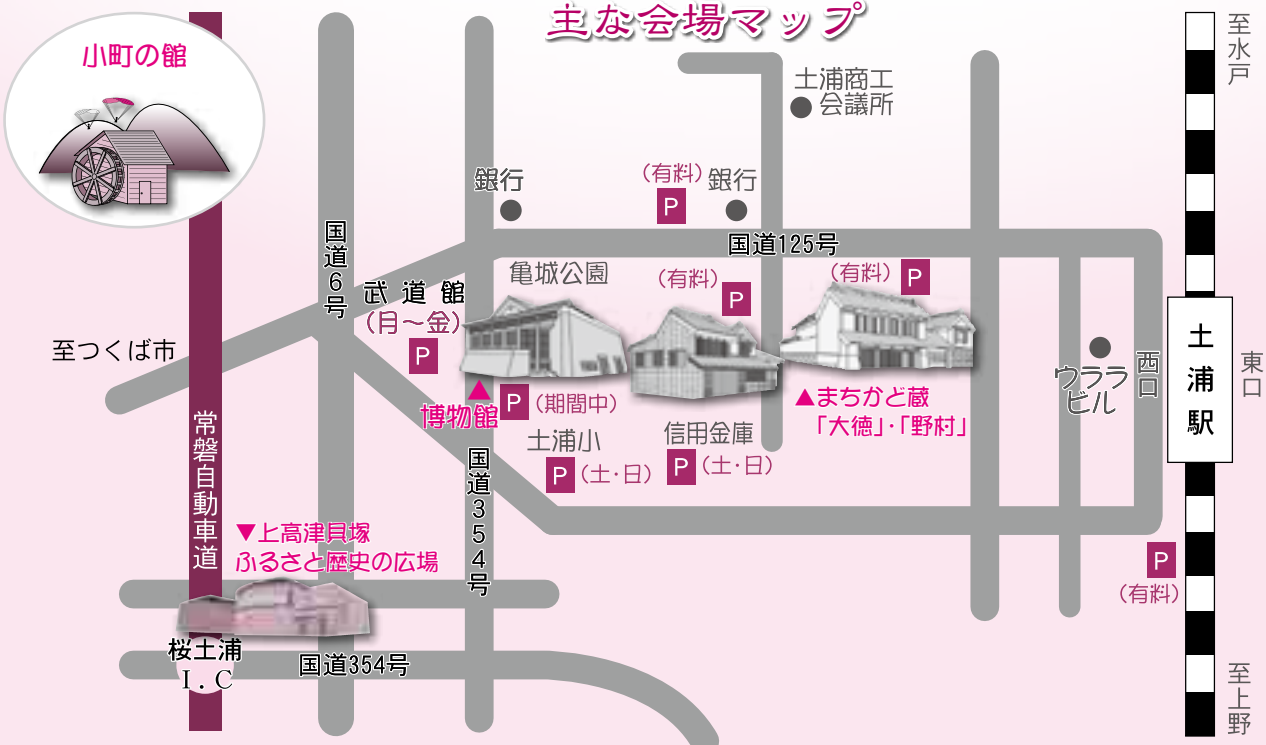 主な会場マップ
小町の館
至水戸
土浦商工
会議所
銀行
(有料)
P
銀行
国道125号
国道6号
武道館
(月～金)
P
亀城公園
(有料)
P
(有料)
P
至つくば市
▲
博物館
P
(期間中)
▲まちかど蔵
「大徳」・「野村」
ウララ
ビル
西口
土浦駅
東口
常磐自動車道
土浦小
P
(土・日)
信用金庫
P
(土・日)
国道354号
▼上高津貝塚
ふるさと歴史の広場
P
(有料)
桜土浦
I.C
国道354号
至上野